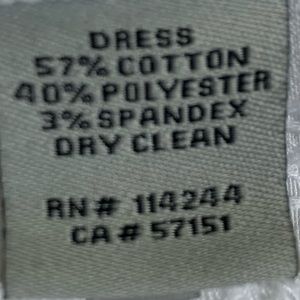 DRESS
57% COTTON
40% POLYESTER
3% SPANDEX
DRY CLEAN
RN# 114244
CA# 57151